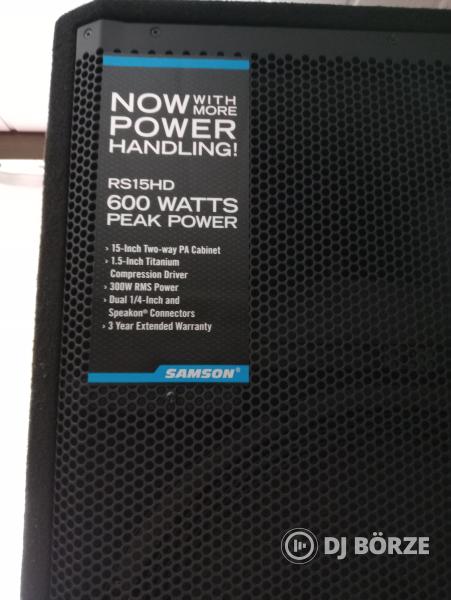 NOW WITH MORE
POWER
HANDLING!
RS15HD
600 WATTS
PEAK POWER
› 15-Inch Two-way PA Cabinet
› 1.5-Inch Titanium
Compression Driver
› 300W RMS Power
› Dual 1/4-Inch and
Speakon® Connectors
› 3 Year Extended Warranty
SAMSON®
DJ BÖRZE